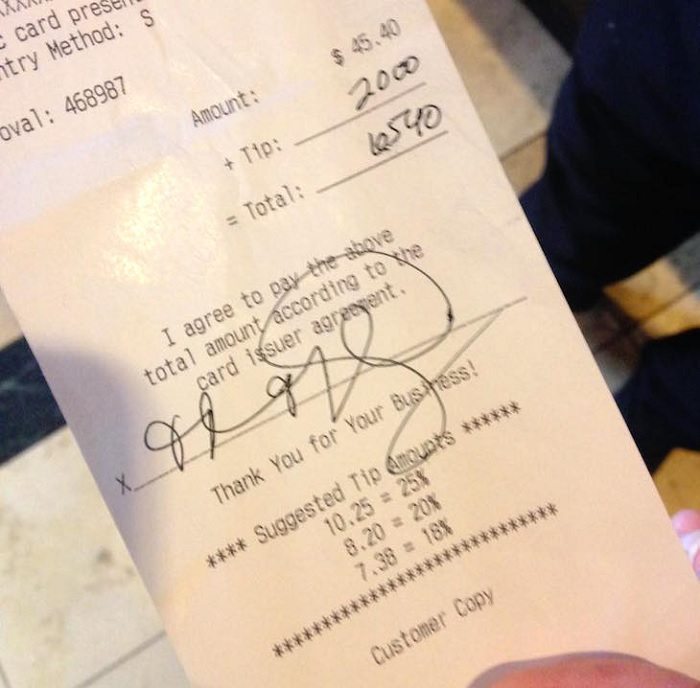 card present
ntry Method: S
oval: 468987
Amount: $ 45.40
+ Tip: 2000
= Total: 6540
I agree to pay the above
total amount according to the
card issuer agreement.
X
Thank You for Your Business!
**** Suggested Tip Amounts ******
10.25 = 25%
8.20 = 20%
7.38 = 18%
*****************************
Customer Copy